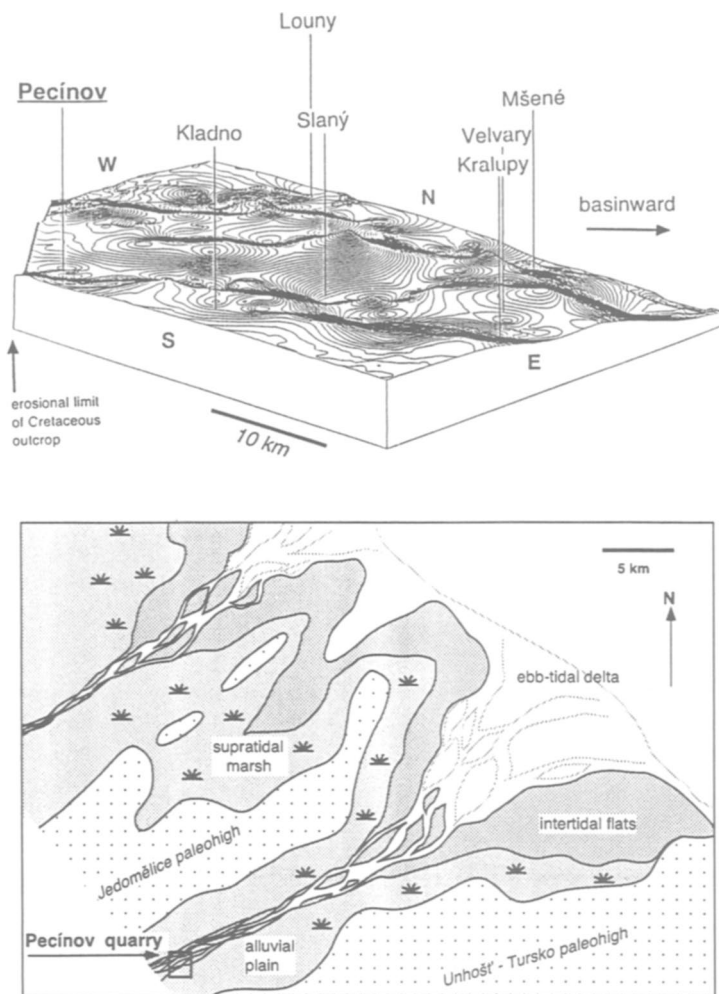 Louny
Pecínov
Mšené
Slaný
Kladno
Velvary
Kralupy
W
N
basinward
S
E
erosional limit
of Cretaceous
outcrop
10 km
5 km
N
ebb-tidal delta
supratidal
marsh
intertidal flats
Jedomělice paleohigh
Pecínov quarry
alluvial
plain
Unhošť - Tursko paleohigh